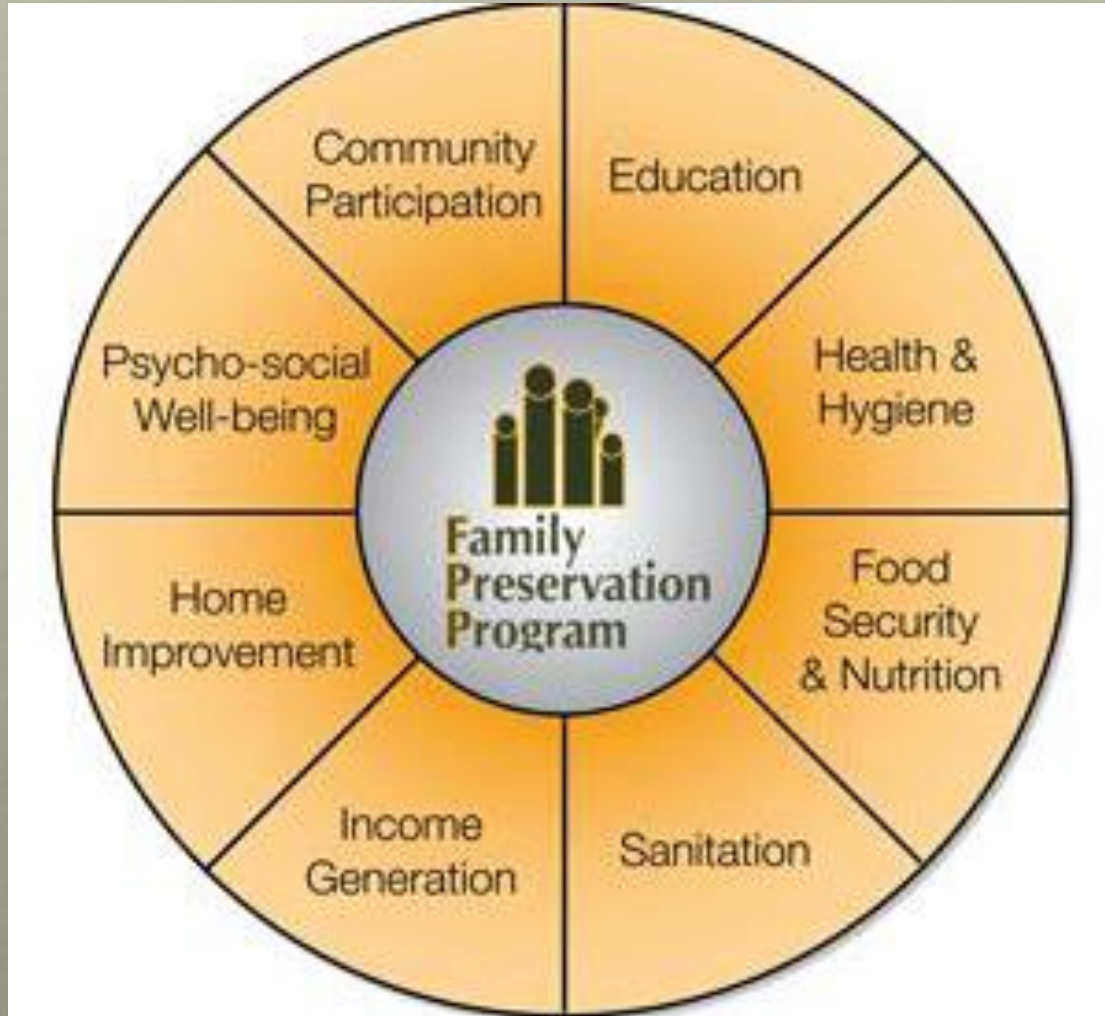 Community
Participation
Education
Health &
Hygiene
Food
Security
& Nutrition
Sanitation
Income
Generation
Home
Improvement
Psycho-social
Well-being
Family
Preservation
Program